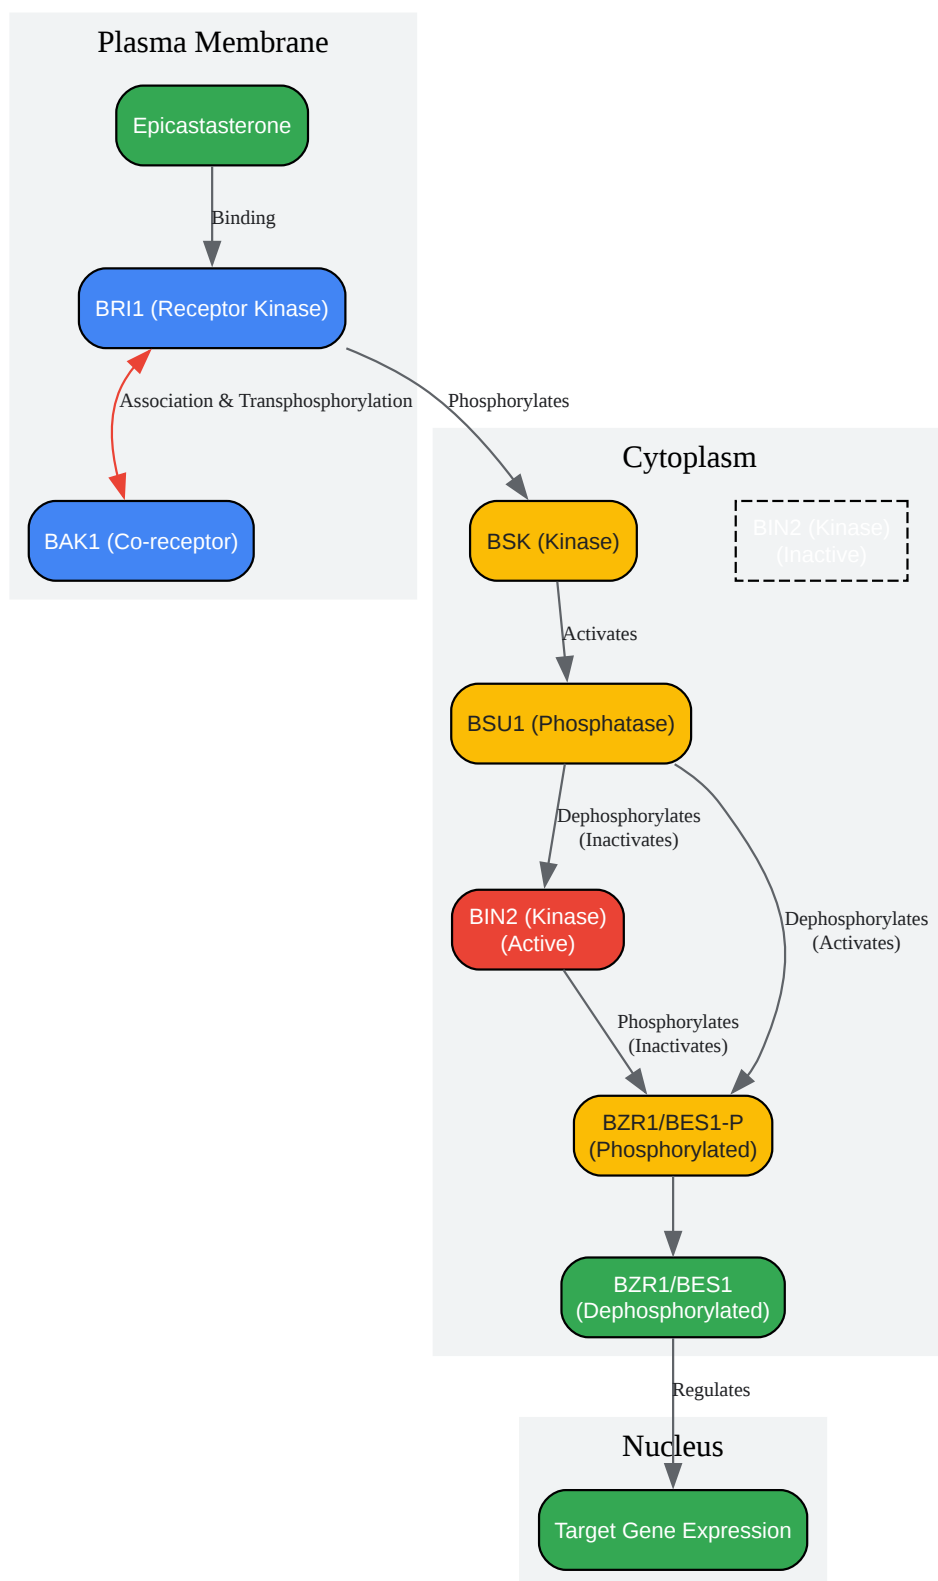 Plasma Membrane
Epicastasterone
Binding
BRI1 (Receptor Kinase)
Association & Transphosphorylation
Phosphorylates
BAK1 (Co-receptor)
Cytoplasm
BSK (Kinase)
BIN2 (Kinase)
(Inactive)
Activates
BSU1 (Phosphatase)
Dephosphorylates
(Inactivates)
BIN2 (Kinase)
(Active)
Dephosphorylates
(Activates)
Phosphorylates
(Inactivates)
BZR1/BES1-P
(Phosphorylated)
BZR1/BES1
(Dephosphorylated)
Regulates
Nucleus
Target Gene Expression